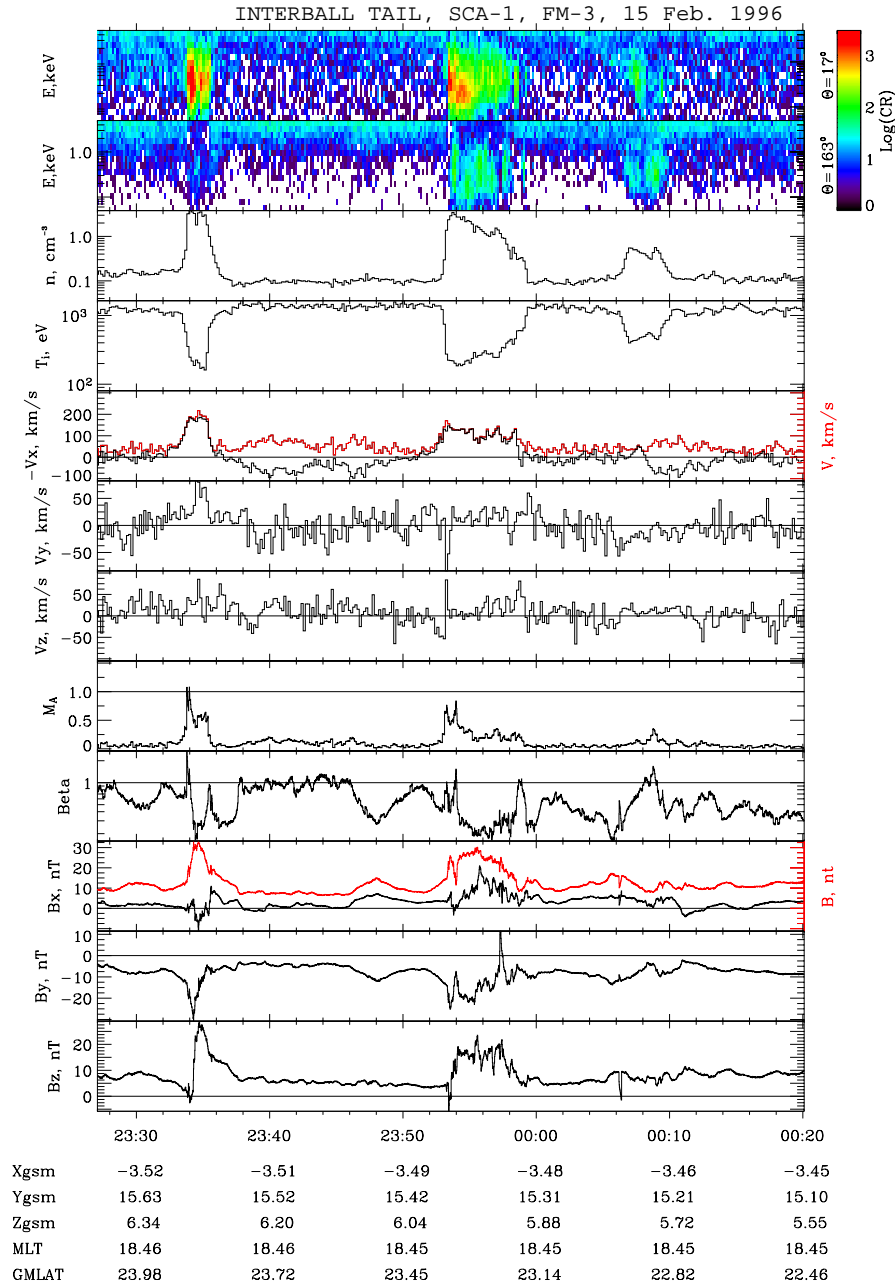 INTERBALL TAIL, SCA-1, FM-3, 15 Feb. 1996
E,keV
Θ=17°
3
2
1
0
Log(CR)
E,keV
1.0
Θ=163°
n, cm⁻³
1.0
0.1
Tᵢ, eV
10³
10²
−Vx, km/s
200
100
0
−100
V, km/s
Vy, km/s
50
0
−50
Vz, km/s
50
0
−50
M_A
1.0
0.5
0
Beta
1
Bx, nT
30
20
10
0
B, nt
By, nT
10
0
−10
−20
Bz, nT
20
10
0
23:30 23:40 23:50 00:00 00:10 00:20
Xgsm −3.52 −3.51 −3.49 −3.48 −3.46 −3.45
Ygsm 15.63 15.52 15.42 15.31 15.21 15.10
Zgsm 6.34 6.20 6.04 5.88 5.72 5.55
MLT 18.46 18.46 18.45 18.45 18.45 18.45
GMLAT 23.98 23.72 23.45 23.14 22.82 22.46